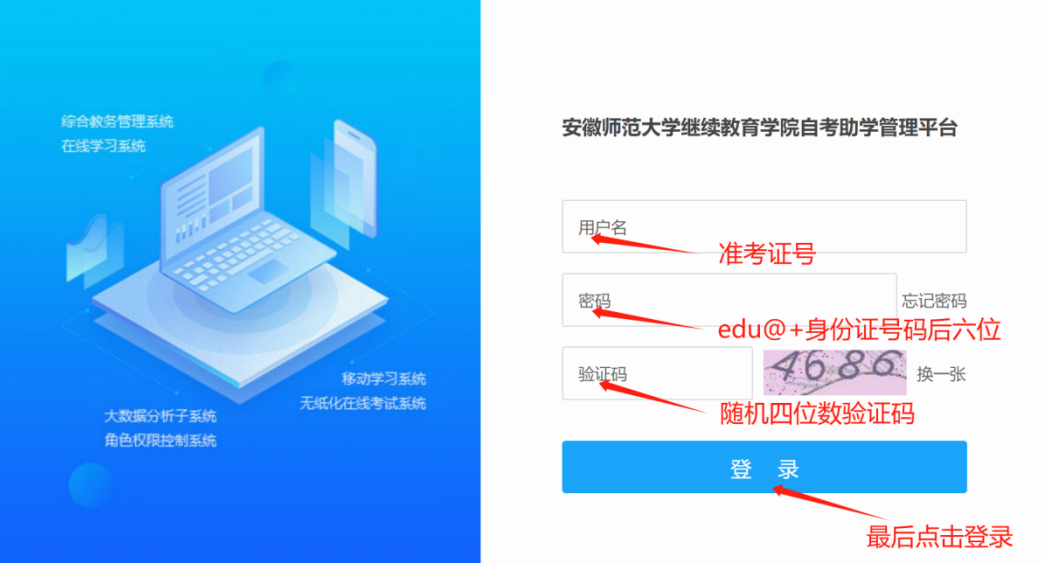 综合教务管理系统
在线学习系统
移动学习系统
无纸化在线考试系统
大数据分析子系统
角色权限控制系统
安徽师范大学继续教育学院自考助学管理平台
用户名
准考证号
密码
忘记密码
edu@+身份证号码后六位
验证码
4686
换一张
随机四位数验证码
登 录
最后点击登录